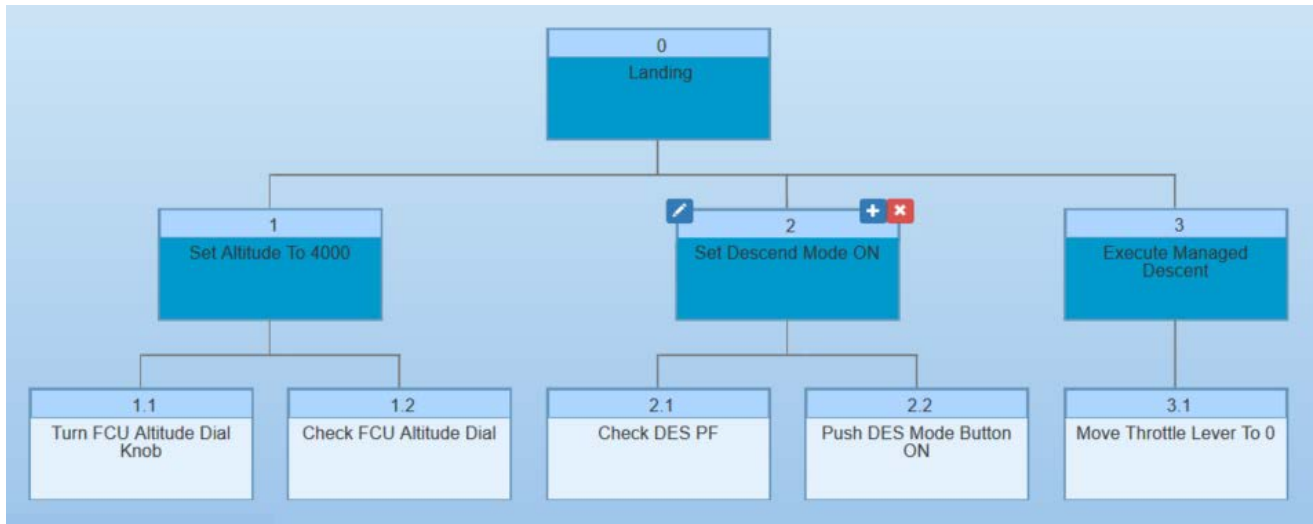 0
Landing
1
Set Altitude To 4000
2
Set Descend Mode ON
3
Execute Managed
Descent
1.1
Turn FCU Altitude Dial
Knob
1.2
Check FCU Altitude Dial
2.1
Check DES PF
2.2
Push DES Mode Button
ON
3.1
Move Throttle Lever To 0